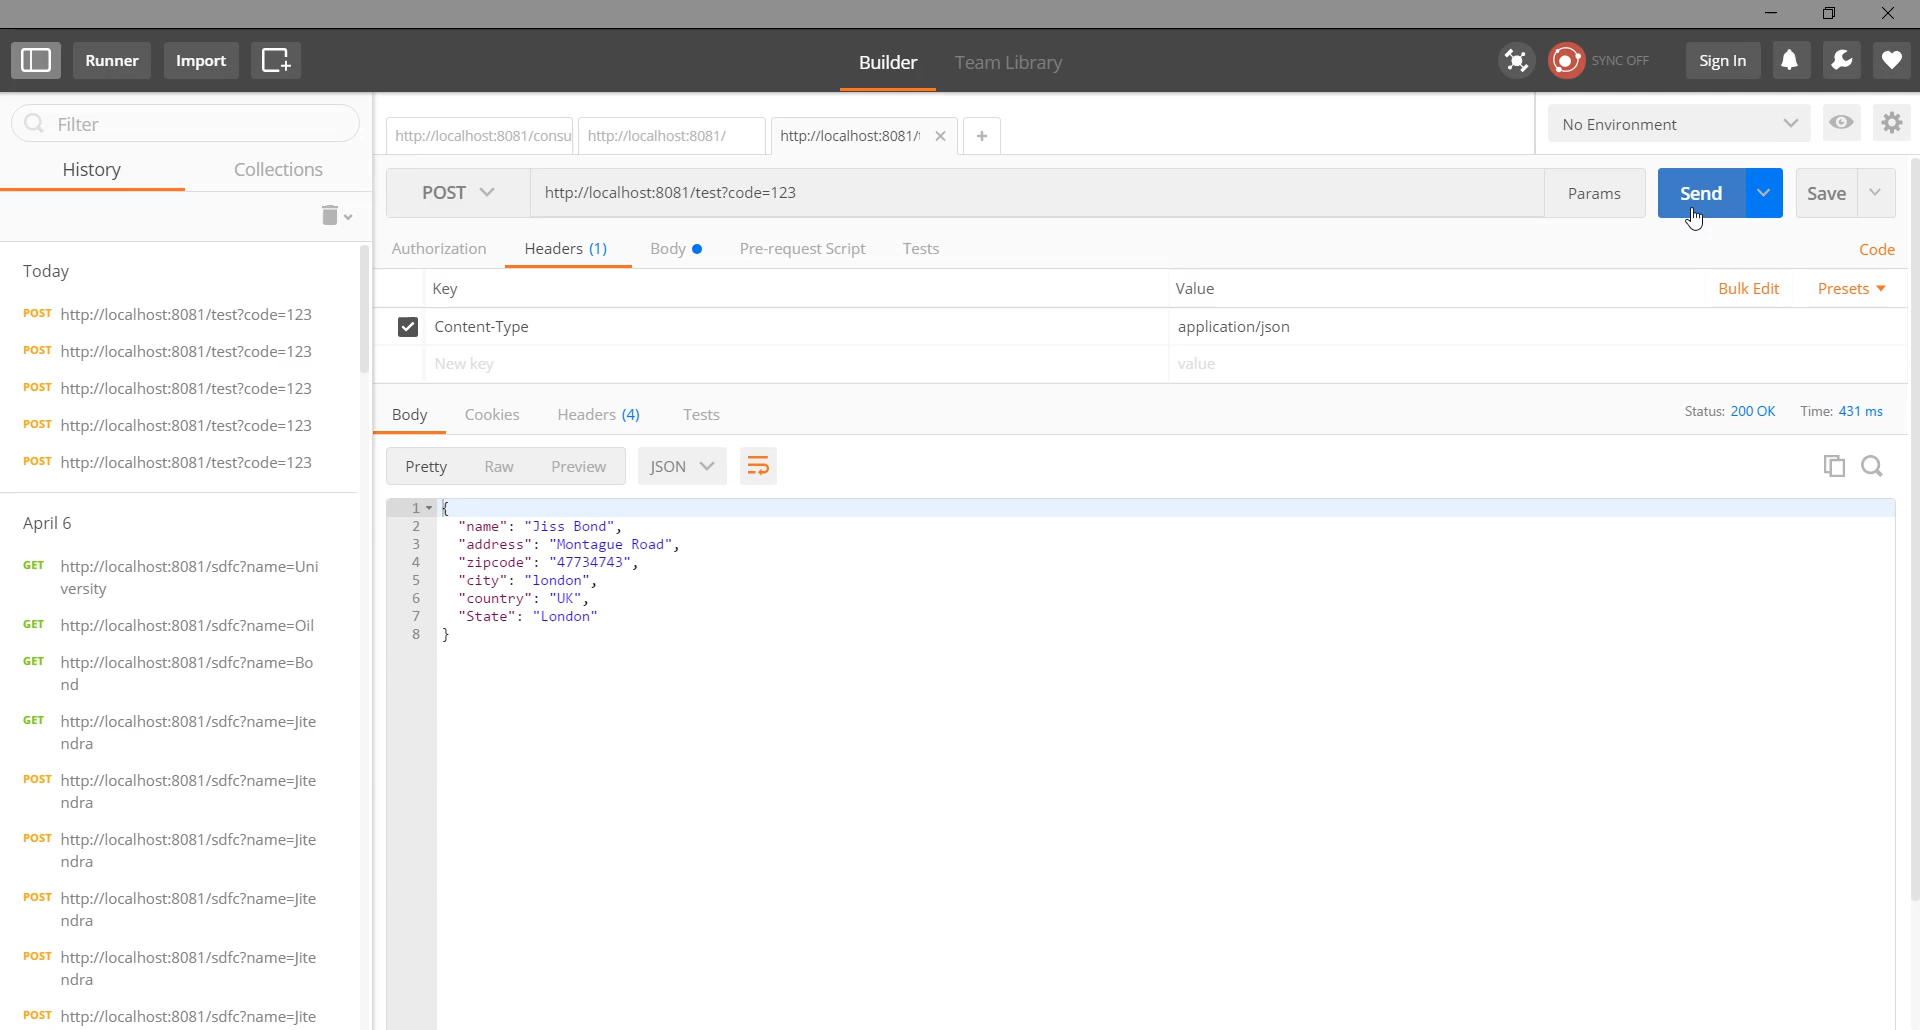 Runner Import Builder Team Library SYNC OFF Sign In
Filter
http://localhost:8081/consu http://localhost:8081/ http://localhost:8081/t + No Environment
History Collections
POST http://localhost:8081/test?code=123 Params Send Save
Authorization Headers (1) Body Pre-request Script Tests Code
Key Value Bulk Edit Presets
Content-Type application/json
New key value
Body Cookies Headers (4) Tests Status: 200 OK Time: 431 ms
Pretty Raw Preview JSON
1 {
2 "name": "Jiss Bond",
3 "address": "Montague Road",
4 "zipcode": "47734743",
5 "city": "london",
6 "country": "UK",
7 "State": "London"
8 }
Today
POST http://localhost:8081/test?code=123
POST http://localhost:8081/test?code=123
POST http://localhost:8081/test?code=123
POST http://localhost:8081/test?code=123
POST http://localhost:8081/test?code=123
April 6
GET http://localhost:8081/sdfc?name=Uni
versity
GET http://localhost:8081/sdfc?name=Oil
GET http://localhost:8081/sdfc?name=Bo
nd
GET http://localhost:8081/sdfc?name=Jite
ndra
POST http://localhost:8081/sdfc?name=Jite
ndra
POST http://localhost:8081/sdfc?name=Jite
ndra
POST http://localhost:8081/sdfc?name=Jite
ndra
POST http://localhost:8081/sdfc?name=Jite
ndra
POST http://localhost:8081/sdfc?name=Jite